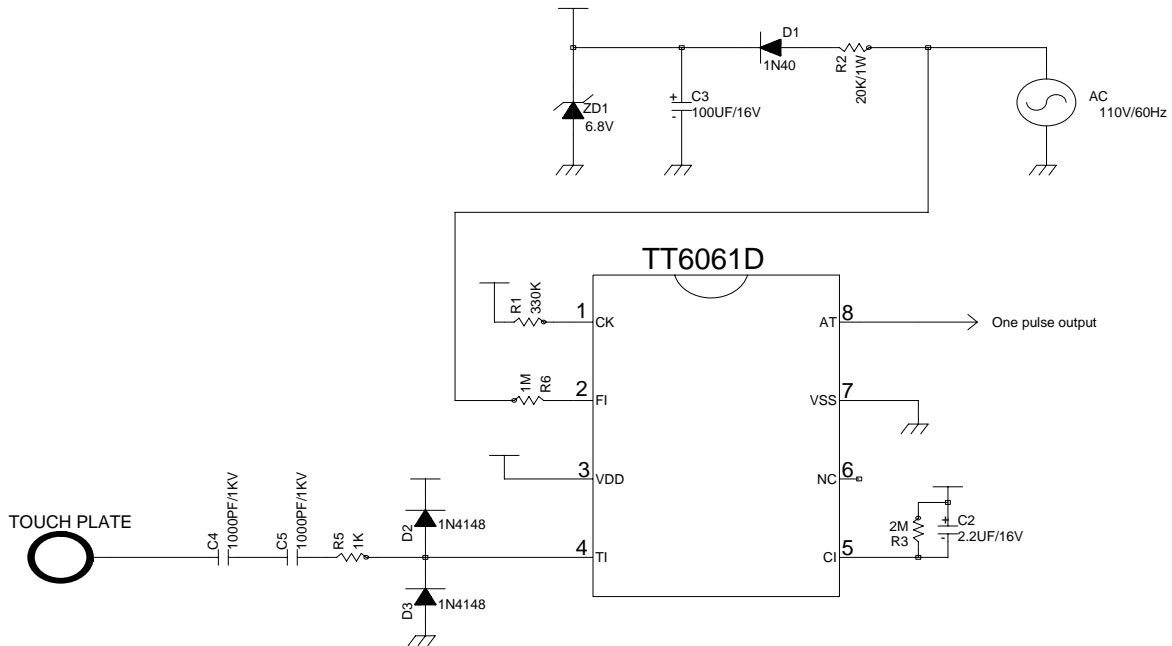 D1
1N40
R2
20K/1W
AC
110V/60Hz
ZD1
6.8V
+
C3
100UF/16V
-
TT6061D
R1
330K
1
CK
AT
8
One pulse output
1M
R6
2
FI
VSS
7
3
VDD
NC
6
TOUCH PLATE
C4
1000PF/1KV
C5
1000PF/1KV
R5
1K
D2
1N4148
4
TI
CI
5
2M
R3
+
C2
-
2.2UF/16V
D3
1N4148